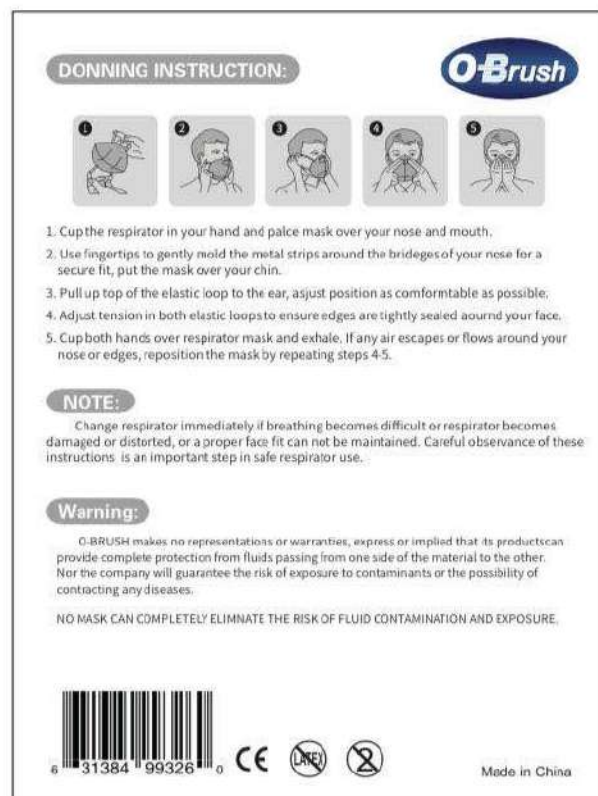 DONNING INSTRUCTION:
O-Brush
1
2
3
4
5
1. Cup the respirator in your hand and palce mask over your nose and mouth.
2. Use fingertips to gently mold the metal strips around the brideges of your nose for a
secure fit, put the mask over your chin.
3. Pull up top of the elastic loop to the ear, asjust position as comformtable as possible.
4. Adjust tension in both elastic loops to ensure edges are tightly sealed aournd your face.
5. Cup both hands over respirator mask and exhale. If any air escapes or flows around your
nose or edges, reposition the mask by repeating steps 4-5.
NOTE:
Change respirator immediately if breathing becomes difficult or respirator becomes
damaged or distorted, or a proper face fit can not be maintained. Careful observance of these
instructions is an important step in safe respirator use.
Warning:
O-BRUSH makes no representations or warranties, express or implied that its productscan
provide complete protection from fluids passing from one side of the material to the other.
Nor the company will guarantee the risk of exposure to contaminants or the possibility of
contracting any diseases.
NO MASK CAN COMPLETELY ELIMNATE THE RISK OF FLUID CONTAMINATION AND EXPOSURE.
6 31384 99326 0
CE
LATEX
2
Made in China